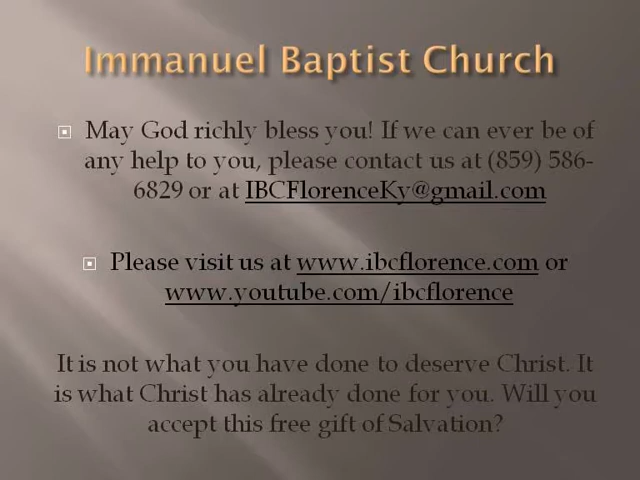 Immanuel Baptist Church
May God richly bless you! If we can ever be of
any help to you, please contact us at (859) 586-
6829 or at IBCFlorenceKy@gmail.com
Please visit us at www.ibcflorence.com or
www.youtube.com/ibcflorence
It is not what you have done to deserve Christ. It
is what Christ has already done for you. Will you
accept this free gift of Salvation?